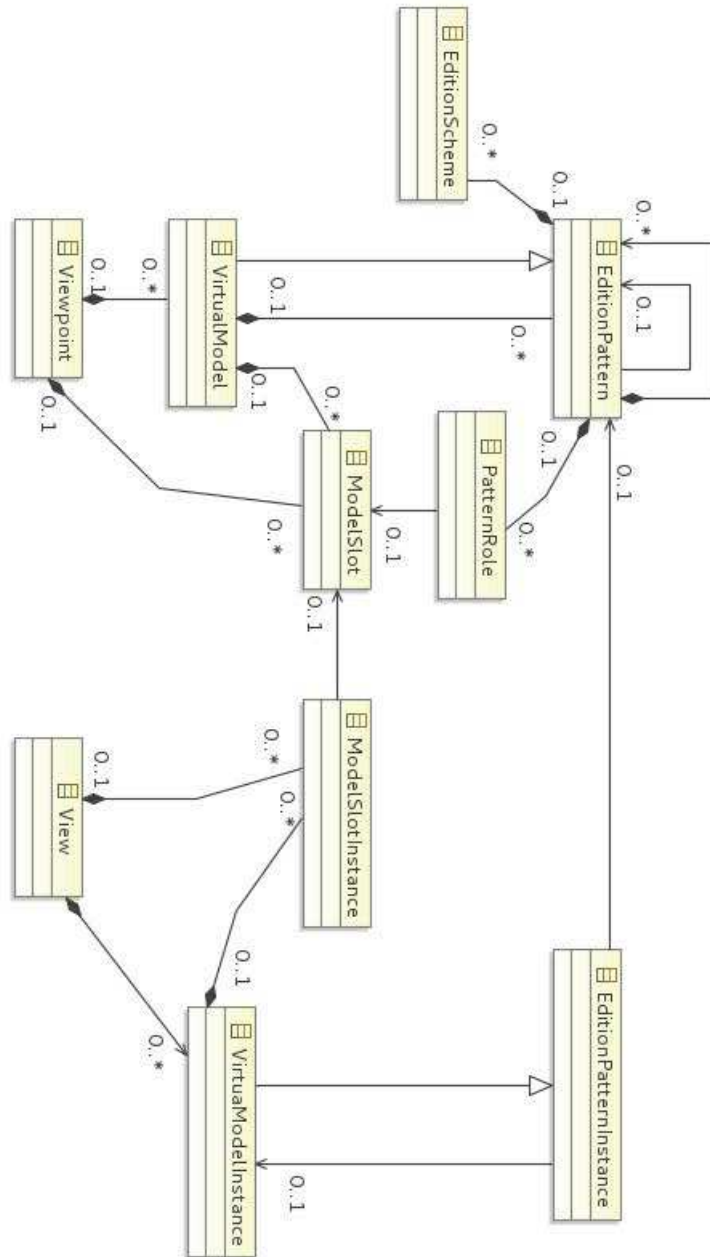 0..*
0..1
0..1
EditionPattern
EditionPatternInstance
0..1
0..1
0..*
0..*
0..*
PatternRole
EditionScheme
0..1
ModelSlot
ModelSlotInstance
0..*
0..1
0..1
0..*
0..1
0..*
0..*
0..1
0..1
VirtuaModelInstance
VirtualModel
0..*
0..*
0..1
0..1
Viewpoint
View
0..1